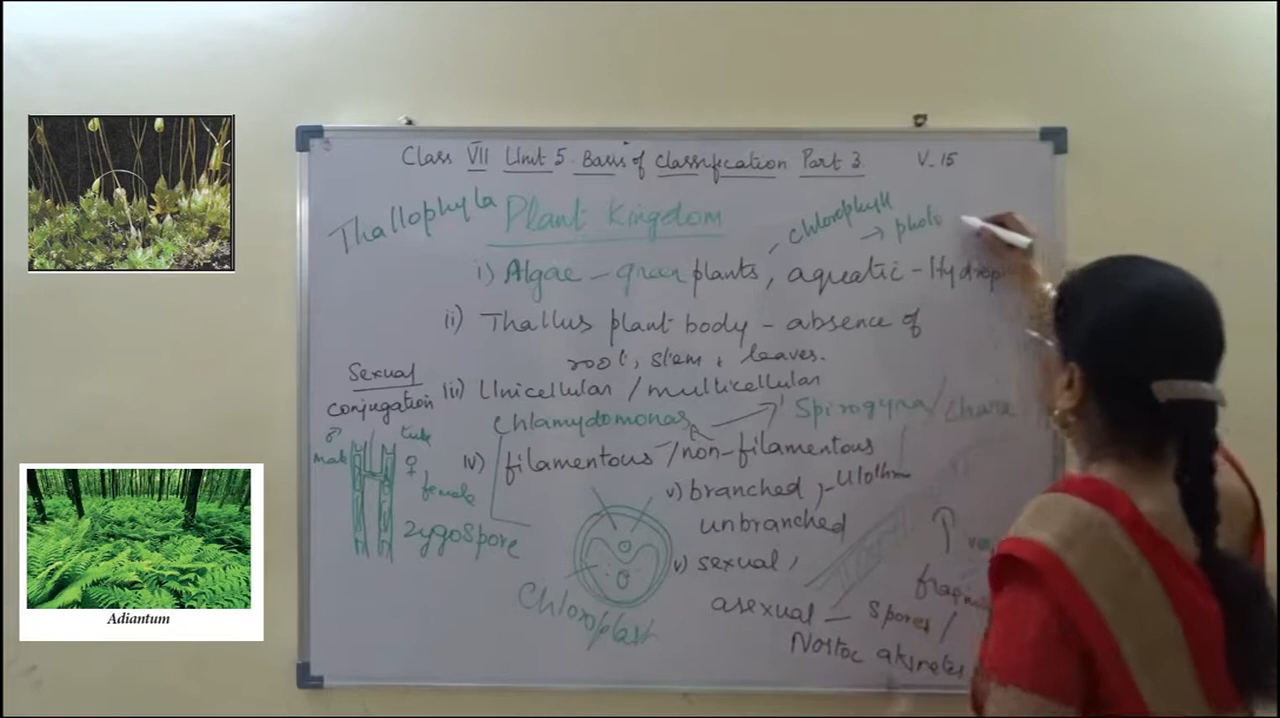 Class VII Unit 5 Basis of Classification Part 3 V-15
Thallophyla Plant Kingdom
chlorophyll
→ photo
i) Algae - green plants, aquatic - Hydrop
ii) Thallus plant body - absence of
root, stem, leaves.
Sexual
conjugation
iii) Unicellular / multicellular
Chlamydomonas Spirogyra / Chara
♂ tube
male ♀
female
zygospore
iv) filamentous / non-filamentous
v) branched, - Ulothrix
unbranched
v) sexual,
asexual - spores /
Nostoc akinetes
Chloroplast
Adiantum